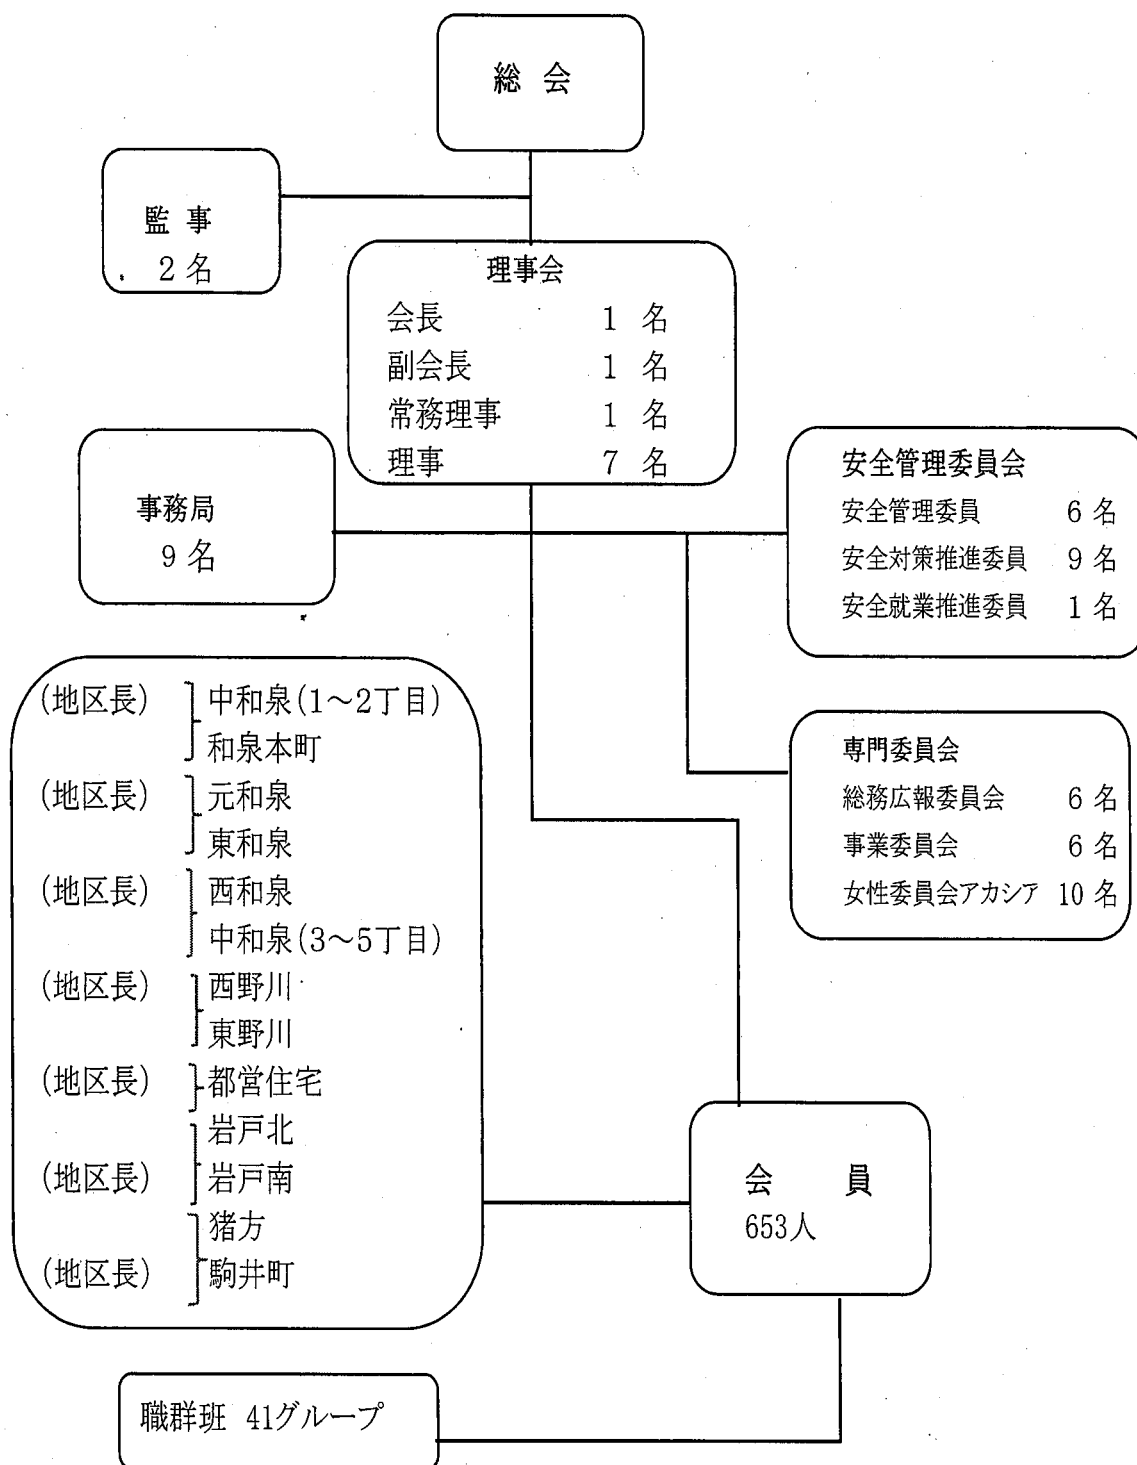 総 会
監 事
2 名
理事会
会長 1 名
副会長 1 名
常務理事 1 名
理事 7 名
事務局
9 名
安全管理委員会
安全管理委員 6 名
安全対策推進委員 9 名
安全就業推進委員 1 名
専門委員会
総務広報委員会 6 名
事業委員会 6 名
女性委員会アカシア 10 名
(地区長) 中和泉(1～2丁目)
和泉本町
(地区長) 元和泉
東和泉
(地区長) 西和泉
中和泉(3～5丁目)
(地区長) 西野川
東野川
(地区長) 都営住宅
岩戸北
(地区長) 岩戸南
猪方
(地区長) 駒井町
会 員
653人
職群班 41グループ